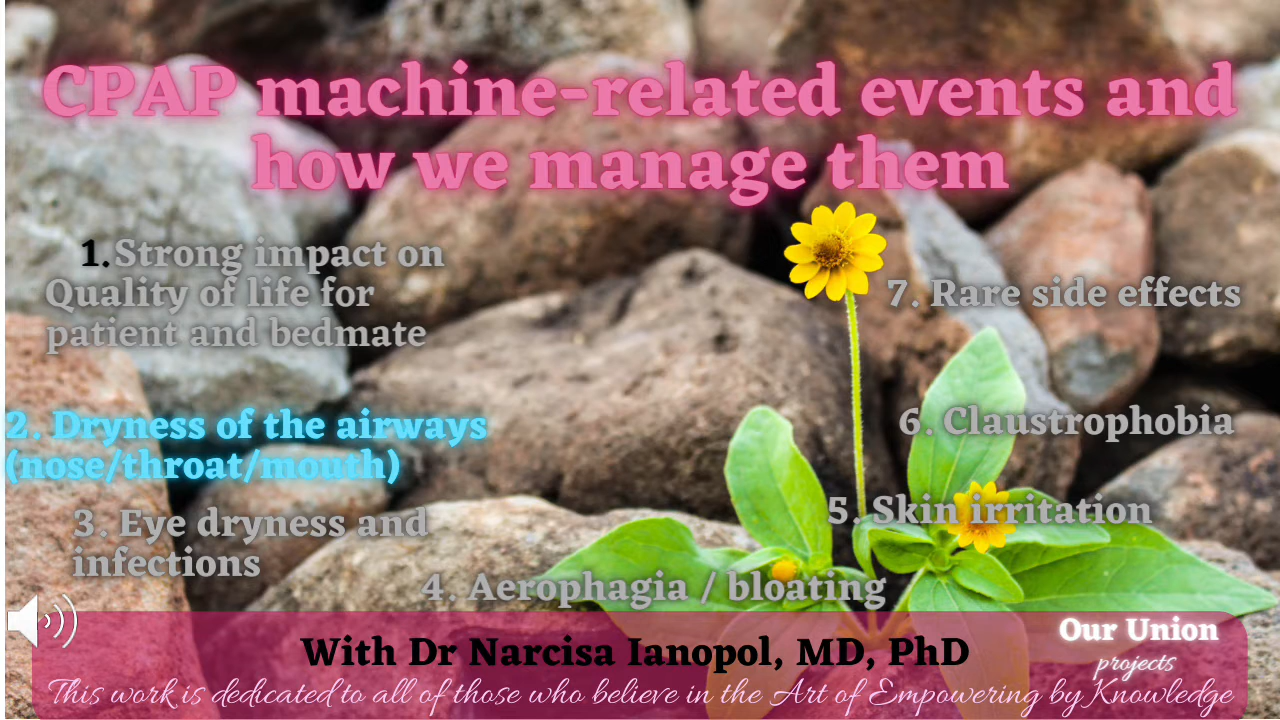 CPAP machine-related events and
how we manage them
1. Strong impact on
Quality of life for
patient and bedmate
2. Dryness of the airways
(nose/throat/mouth)
3. Eye dryness and
infections
4. Aerophagia / bloating
5. Skin irritation
6. Claustrophobia
7. Rare side effects
With Dr Narcisa Ianopol, MD, PhD
Our Union
projects
This work is dedicated to all of those who believe in the Art of Empowering by Knowledge